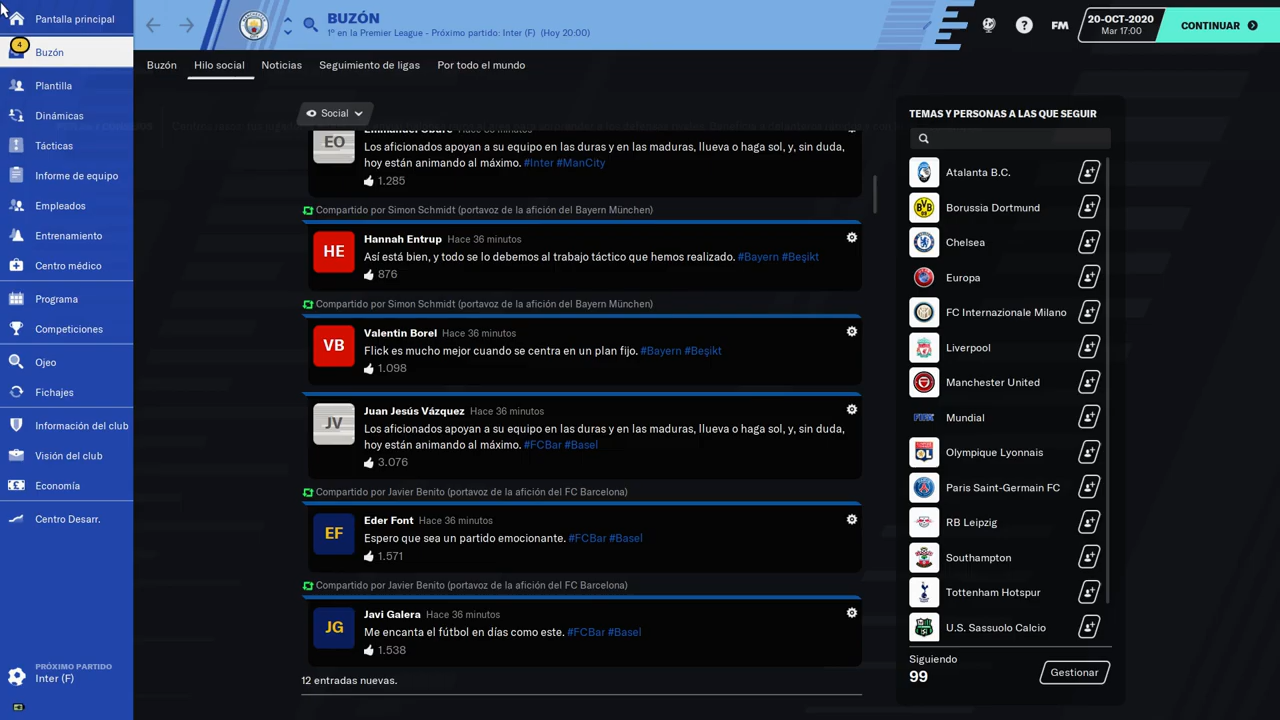 Pantalla principal
4
Buzón
Plantilla
Dinámicas
Tácticas
Informe de equipo
Empleados
Entrenamiento
Centro médico
Programa
Competiciones
Ojeo
Fichajes
Información del club
Visión del club
Economía
Centro Desarr.
PRÓXIMO PARTIDO
Inter (F)
BUZÓN
1º en la Premier League - Próximo partido: Inter (F) (Hoy 20:00)
?
FM
20-OCT-2020
Mar 17:00
CONTINUAR
Buzón
Hilo social
Noticias
Seguimiento de ligas
Por todo el mundo
Social
EO
Los aficionados apoyan a su equipo en las duras y en las maduras, llueva o haga sol, y, sin duda,
hoy están animando al máximo. #Inter #ManCity
1.285
Compartido por Simon Schmidt (portavoz de la afición del Bayern München)
HE
Hannah Entrup Hace 36 minutos
Así está bien, y todo se lo debemos al trabajo táctico que hemos realizado. #Bayern #Beşikt
876
Compartido por Simon Schmidt (portavoz de la afición del Bayern München)
VB
Valentin Borel Hace 36 minutos
Flick es mucho mejor cuando se centra en un plan fijo. #Bayern #Beşikt
1.098
JV
Juan Jesús Vázquez Hace 36 minutos
Los aficionados apoyan a su equipo en las duras y en las maduras, llueva o haga sol, y, sin duda,
hoy están animando al máximo. #FCBar #Basel
3.076
Compartido por Javier Benito (portavoz de la afición del FC Barcelona)
EF
Eder Font Hace 36 minutos
Espero que sea un partido emocionante. #FCBar #Basel
1.571
Compartido por Javier Benito (portavoz de la afición del FC Barcelona)
JG
Javi Galera Hace 36 minutos
Me encanta el fútbol en días como este. #FCBar #Basel
1.538
12 entradas nuevas.
TEMAS Y PERSONAS A LAS QUE SEGUIR
Atalanta B.C.
Borussia Dortmund
Chelsea
Europa
FC Internazionale Milano
Liverpool
Manchester United
Mundial
Olympique Lyonnais
Paris Saint-Germain FC
RB Leipzig
Southampton
Tottenham Hotspur
U.S. Sassuolo Calcio
Siguiendo
99
Gestionar